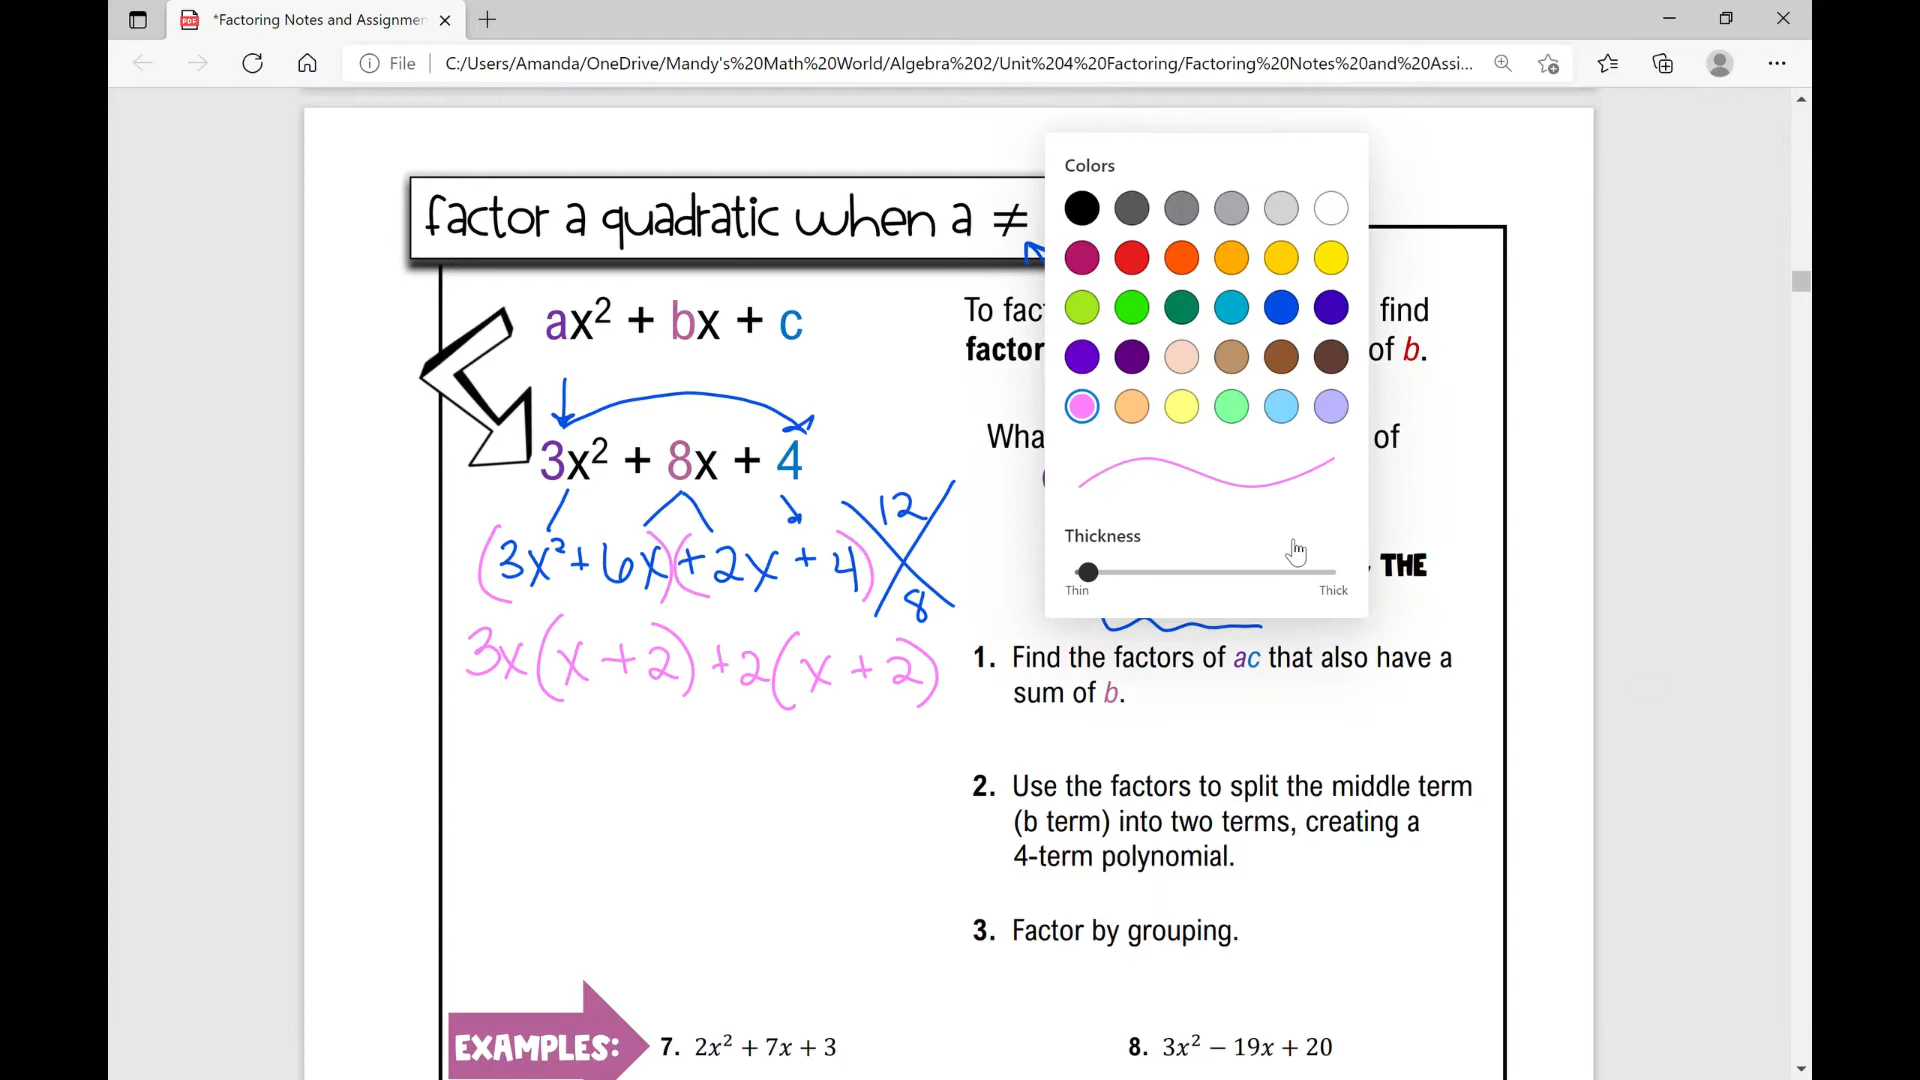 *Factoring Notes and Assignmer
File
C:/Users/Amanda/OneDrive/Mandy's%20Math%20World/Algebra%202/Unit%204%20Factoring/Factoring%20Notes%20and%20Assi...
factor a quadratic when a ≠
ax² + bx + c
3x² + 8x + 4
12
8
(3x² + 6x)(+ 2x + 4)
3x(x + 2) + 2(x + 2)
To fac find
factor of b.
Wha of
THE
1. Find the factors of ac that also have a
sum of b.
2. Use the factors to split the middle term
(b term) into two terms, creating a
4-term polynomial.
3. Factor by grouping.
Colors
Thickness
Thin Thick
EXAMPLES:
7. 2x² + 7x + 3
8. 3x² − 19x + 20